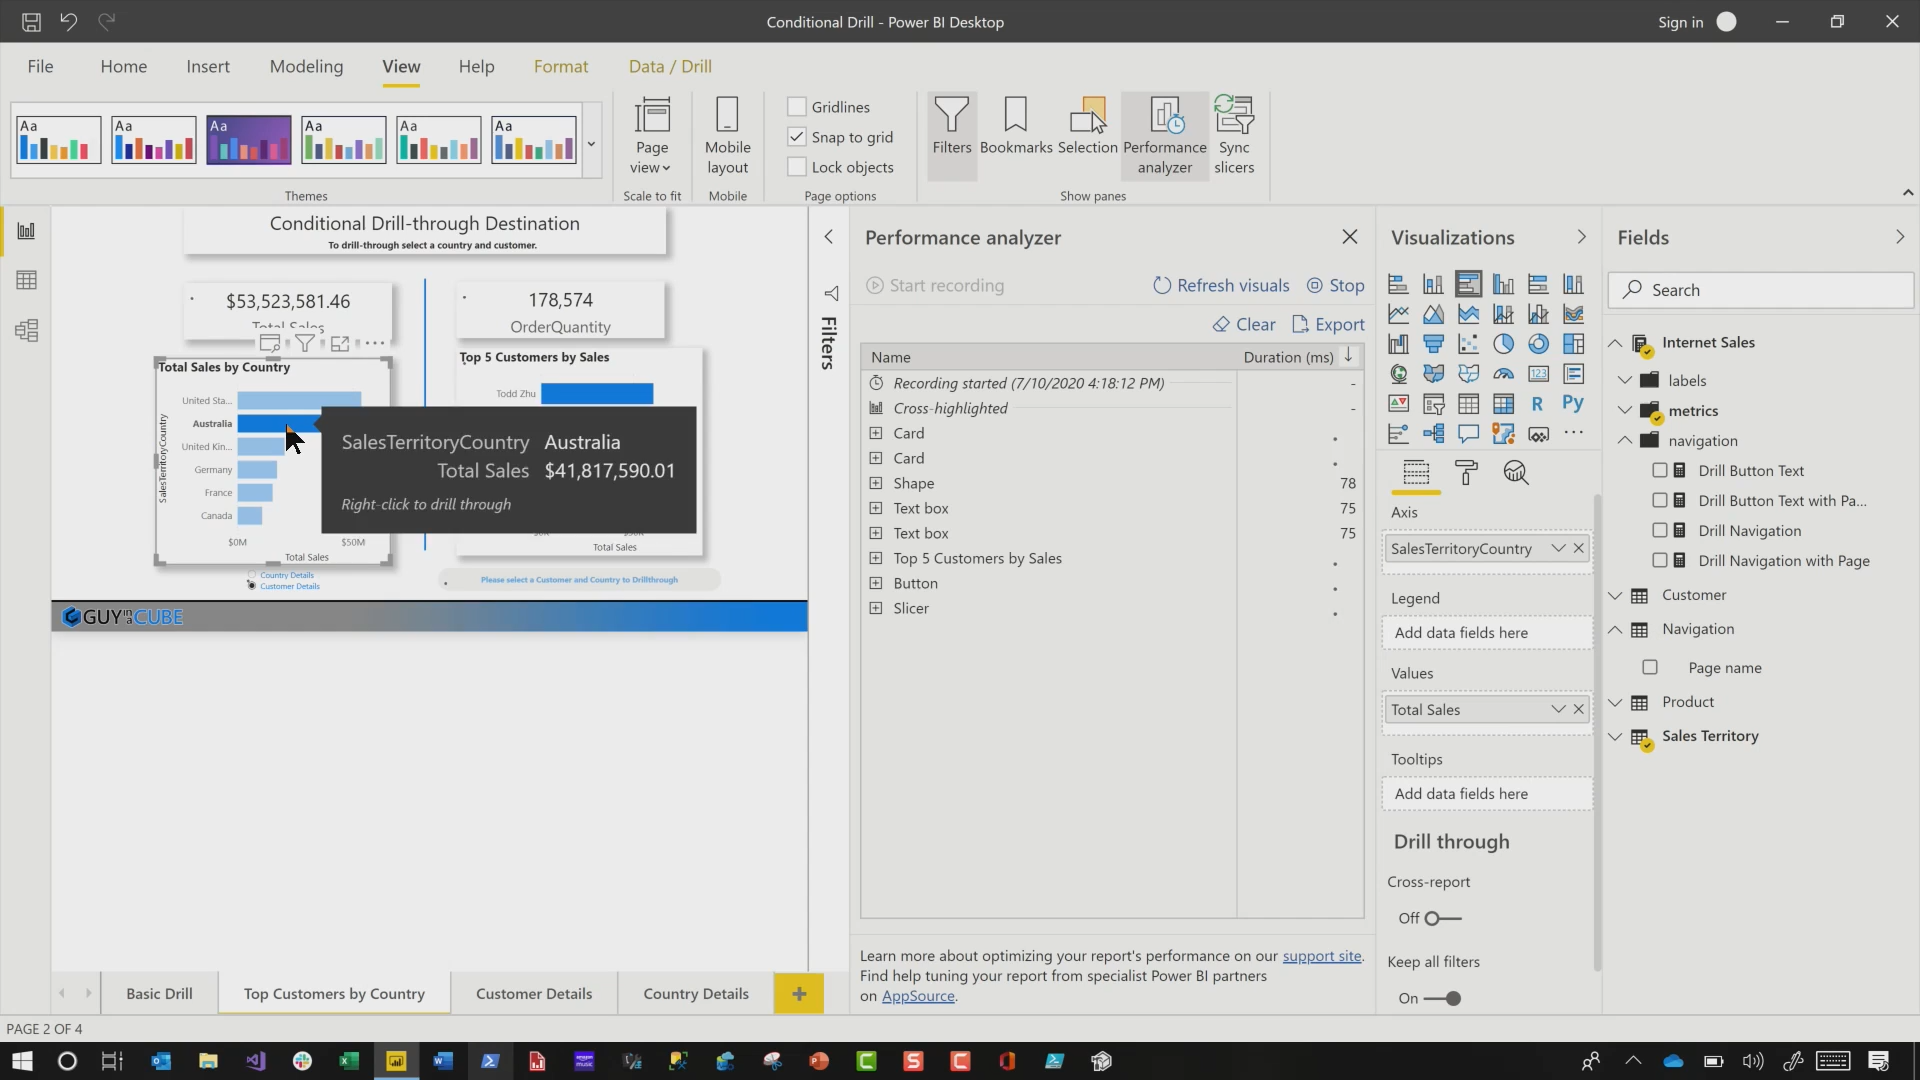 Conditional Drill - Power BI Desktop
Sign in
File
Home
Insert
Modeling
View
Help
Format
Data / Drill
Aa
Aa
Aa
Aa
Aa
Aa
Themes
Page
view
Scale to fit
Mobile
layout
Mobile
Gridlines
Snap to grid
Lock objects
Page options
Filters
Bookmarks
Selection
Performance
analyzer
Sync
slicers
Show panes
Conditional Drill-through Destination
To drill-through select a country and customer.
$53,523,581.46
Total Sales
178,574
OrderQuantity
Total Sales by Country
SalesTerritoryCountry
United Sta...
Australia
United Kin...
Germany
France
Canada
$0M
$50M
Total Sales
Country Details
Customer Details
Top 5 Customers by Sales
Todd Zhu
Total Sales
SalesTerritoryCountry Australia
Total Sales $41,817,590.01
Right-click to drill through
Please select a Customer and Country to Drillthrough
GUY in a CUBE
Filters
Performance analyzer
Start recording
Refresh visuals
Stop
Clear
Export
Name
Duration (ms)
Recording started (7/10/2020 4:18:12 PM) -
Cross-highlighted -
Card
Card
Shape 78
Text box 75
Text box 75
Top 5 Customers by Sales
Button
Slicer
Learn more about optimizing your report's performance on our support site.
Find help tuning your report from specialist Power BI partners
on AppSource.
Visualizations
R
Py
123
Axis
SalesTerritoryCountry
Legend
Add data fields here
Values
Total Sales
Tooltips
Add data fields here
Drill through
Cross-report
Off
Keep all filters
On
Fields
Search
Internet Sales
labels
metrics
navigation
Drill Button Text
Drill Button Text with Pa...
Drill Navigation
Drill Navigation with Page
Customer
Navigation
Page name
Product
Sales Territory
Basic Drill
Top Customers by Country
Customer Details
Country Details
+
PAGE 2 OF 4